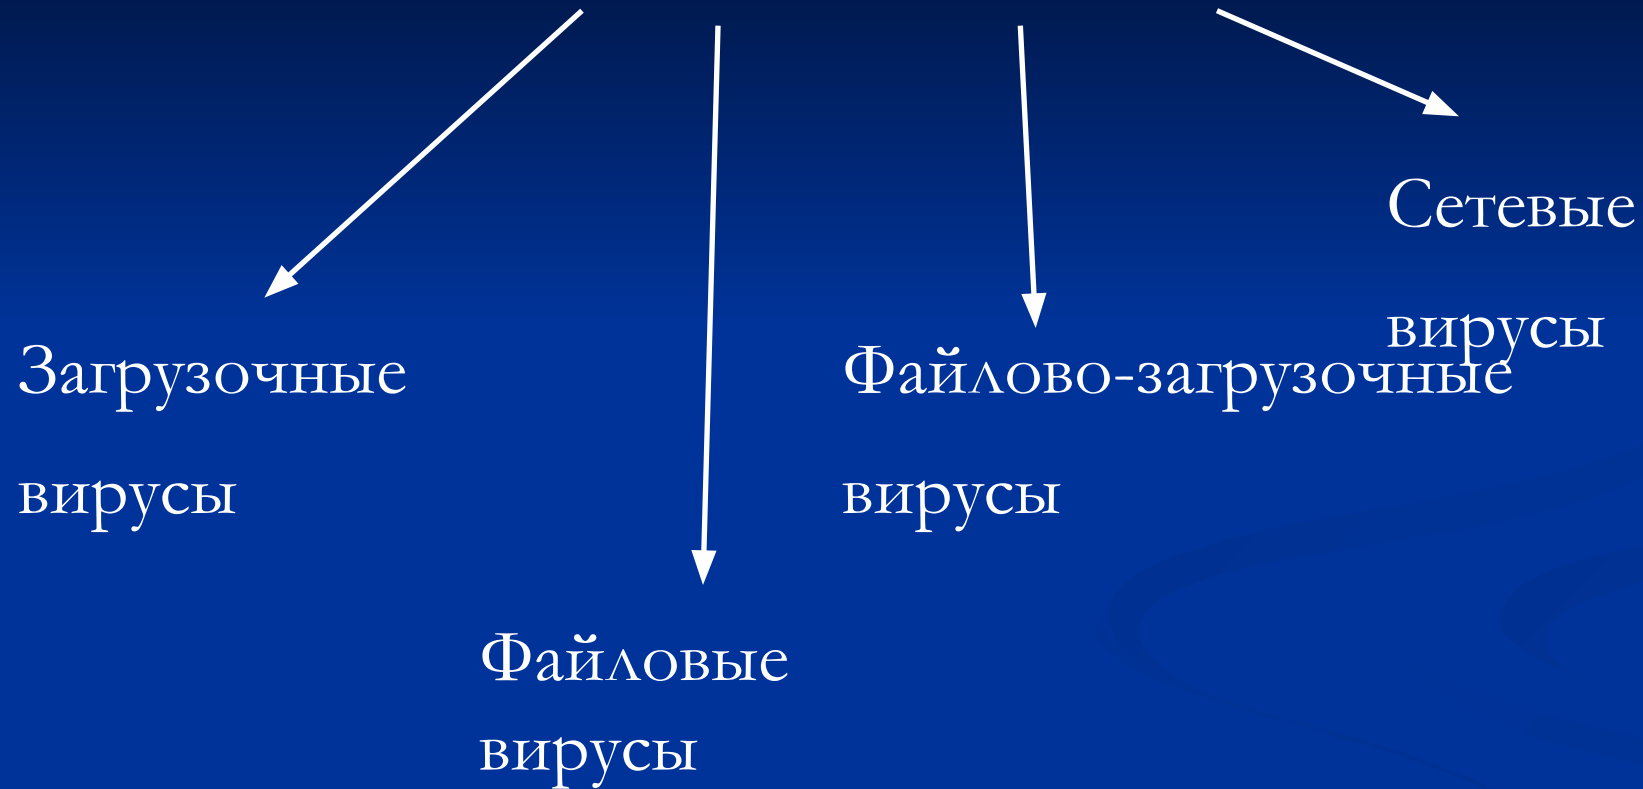 Загрузочные
вирусы
Файловые
вирусы
Файлово-загрузочные
вирусы
Сетевые
вирусы